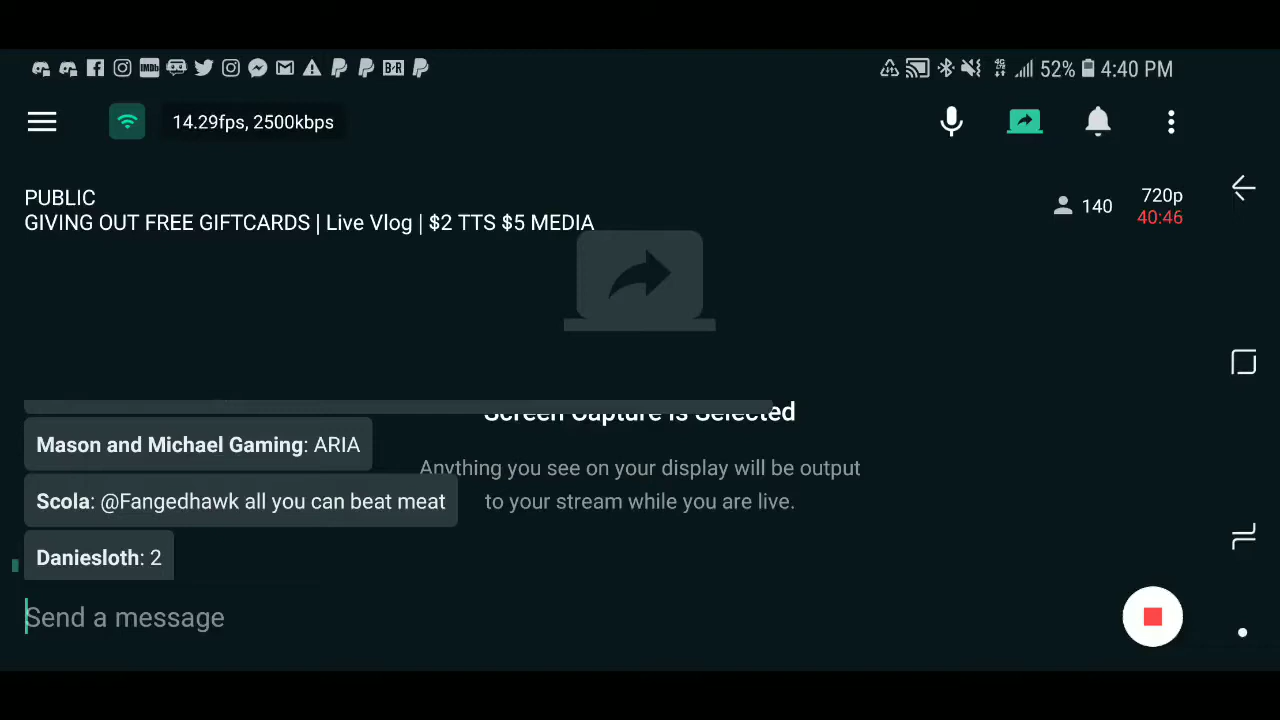 IMDb
B R
4G
LTE
52%
4:40 PM
14.29fps, 2500kbps
PUBLIC
GIVING OUT FREE GIFTCARDS | Live Vlog | $2 TTS $5 MEDIA
140
720p
40:46
Screen Capture is Selected
Mason and Michael Gaming: ARIA
Anything you see on your display will be output
Scola: @Fangedhawk all you can beat meat
to your stream while you are live.
Daniesloth: 2
Send a message